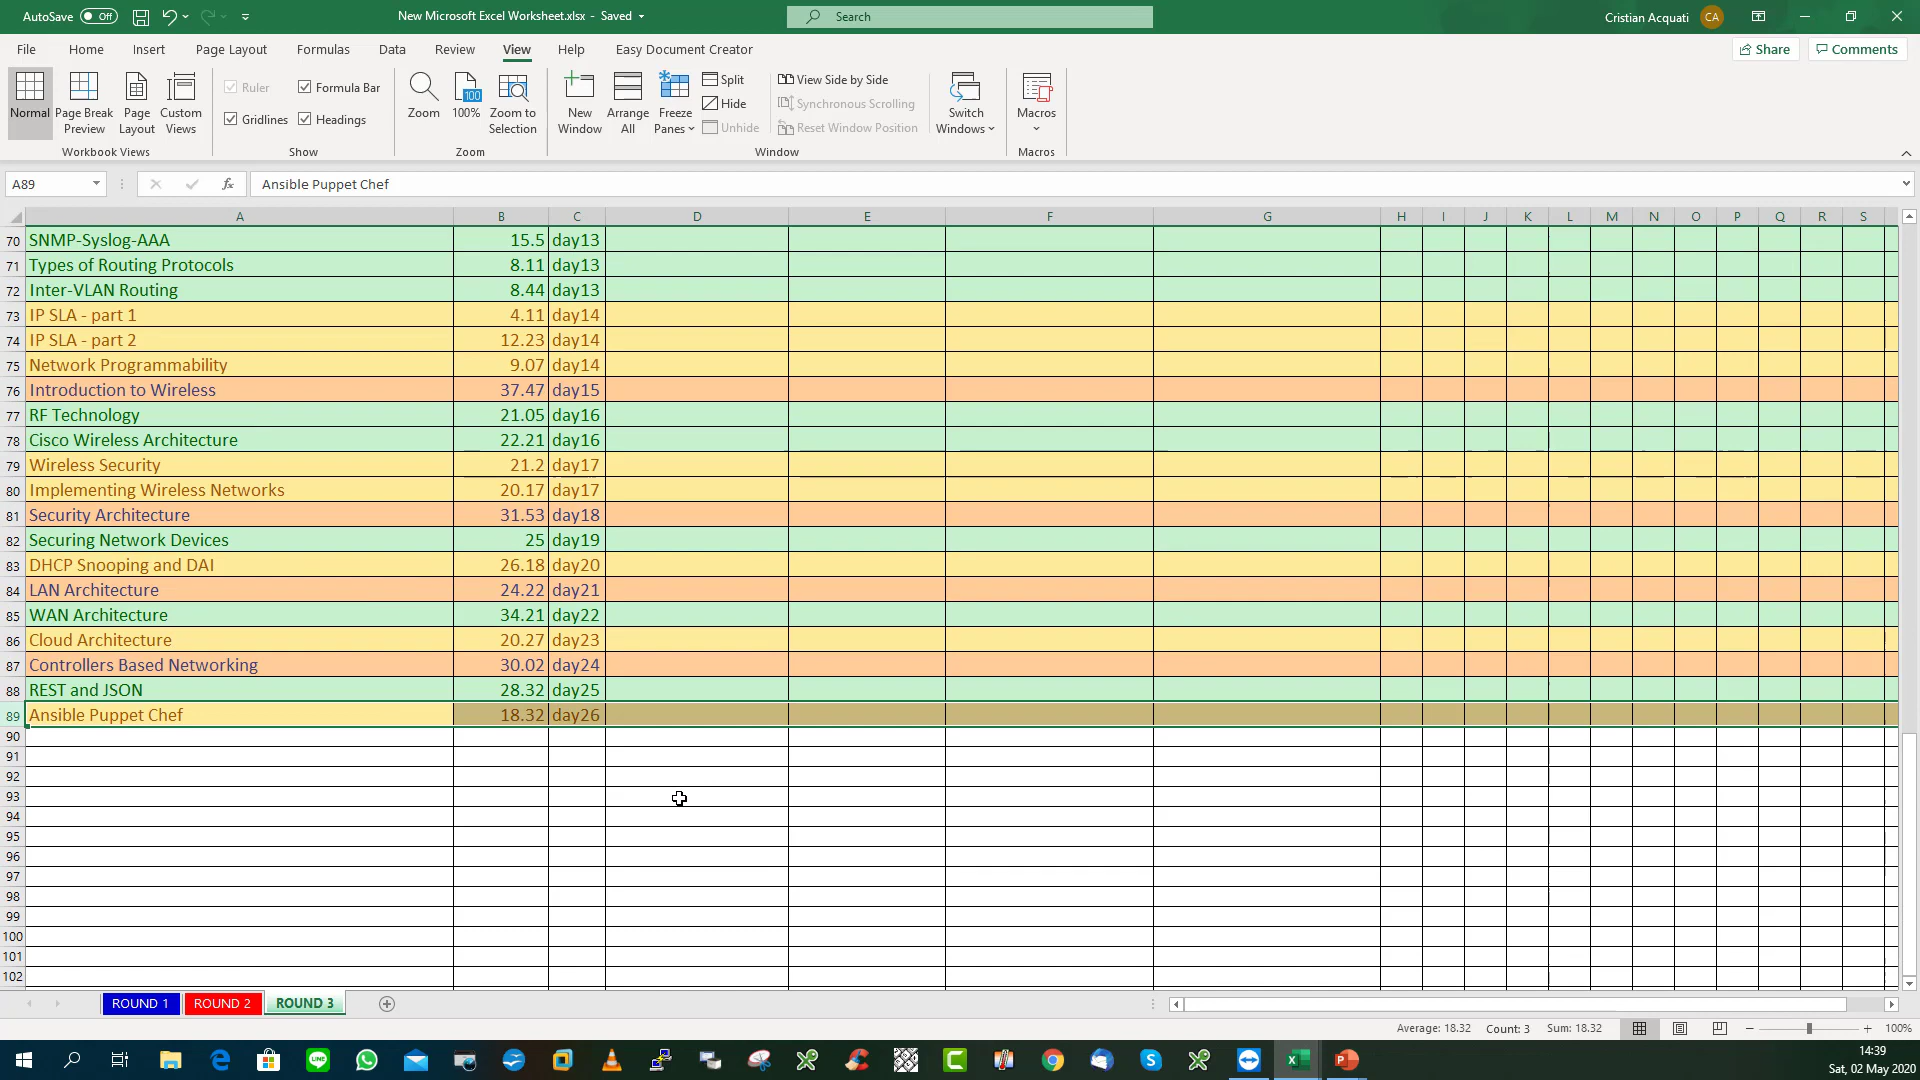 AutoSave Off New Microsoft Excel Worksheet.xlsx - Saved Search Cristian Acquati CA
File Home Insert Page Layout Formulas Data Review View Help Easy Document Creator Share Comments
Normal Page Break Preview Page Layout Custom Views Ruler Formula Bar Gridlines Headings Zoom 100 100% Zoom to Selection New Window Arrange All Freeze Panes Split Hide Unhide View Side by Side Synchronous Scrolling Reset Window Position Switch Windows Macros
Workbook Views Show Zoom Window Macros
A89 fx Ansible Puppet Chef
A B C D E F G H I J K L M N O P Q R S
70 SNMP-Syslog-AAA 15.5 day13
71 Types of Routing Protocols 8.11 day13
72 Inter-VLAN Routing 8.44 day13
73 IP SLA - part 1 4.11 day14
74 IP SLA - part 2 12.23 day14
75 Network Programmability 9.07 day14
76 Introduction to Wireless 37.47 day15
77 RF Technology 21.05 day16
78 Cisco Wireless Architecture 22.21 day16
79 Wireless Security 21.2 day17
80 Implementing Wireless Networks 20.17 day17
81 Security Architecture 31.53 day18
82 Securing Network Devices 25 day19
83 DHCP Snooping and DAI 26.18 day20
84 LAN Architecture 24.22 day21
85 WAN Architecture 34.21 day22
86 Cloud Architecture 20.27 day23
87 Controllers Based Networking 30.02 day24
88 REST and JSON 28.32 day25
89 Ansible Puppet Chef 18.32 day26
90
91
92
93
94
95
96
97
98
99
100
101
102
ROUND 1 ROUND 2 ROUND 3
Average: 18.32 Count: 3 Sum: 18.32 100%
14:39
Sat, 02 May 2020